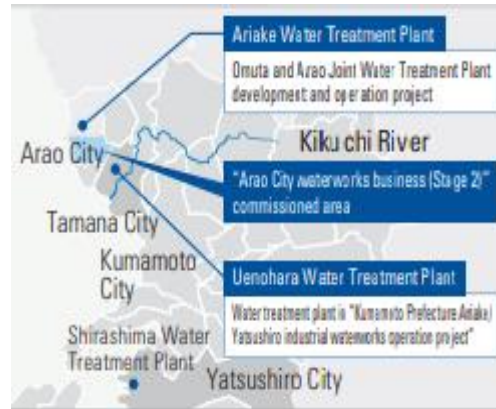 Ariake Water Treatment Plant
Omuta and Arao Joint Water Treatment Plant
development and operation project
Kikuchi River
Arao City
"Arao City waterworks business (Stage 2)"
commissioned area
Tamana City
Kumamoto
City
Uenohara Water Treatment Plant
Water treatment plant in "Kumamoto Prefecture Ariake/
Yatsushiro industrial waterworks operation project"
Shirashima Water
Treatment Plant
Yatsushiro City